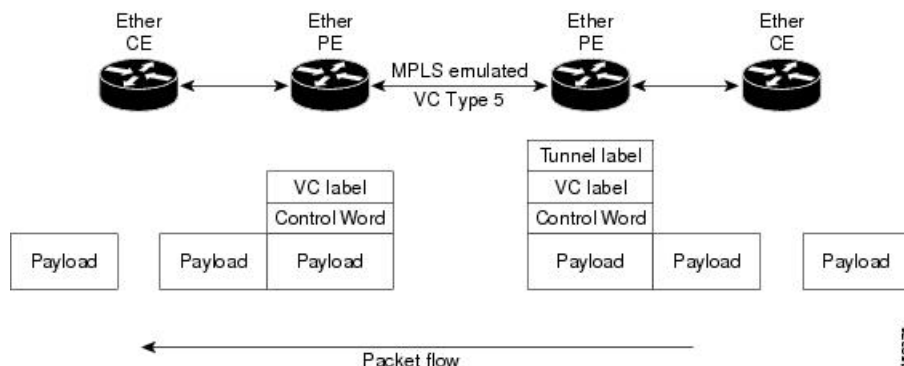 Ether
CE
Ether
PE
Ether
PE
Ether
CE
MPLS emulated
VC Type 5
Tunnel label
VC label
VC label
Control Word
Control Word
Payload
Payload
Payload
Payload
Payload
Payload
Packet flow